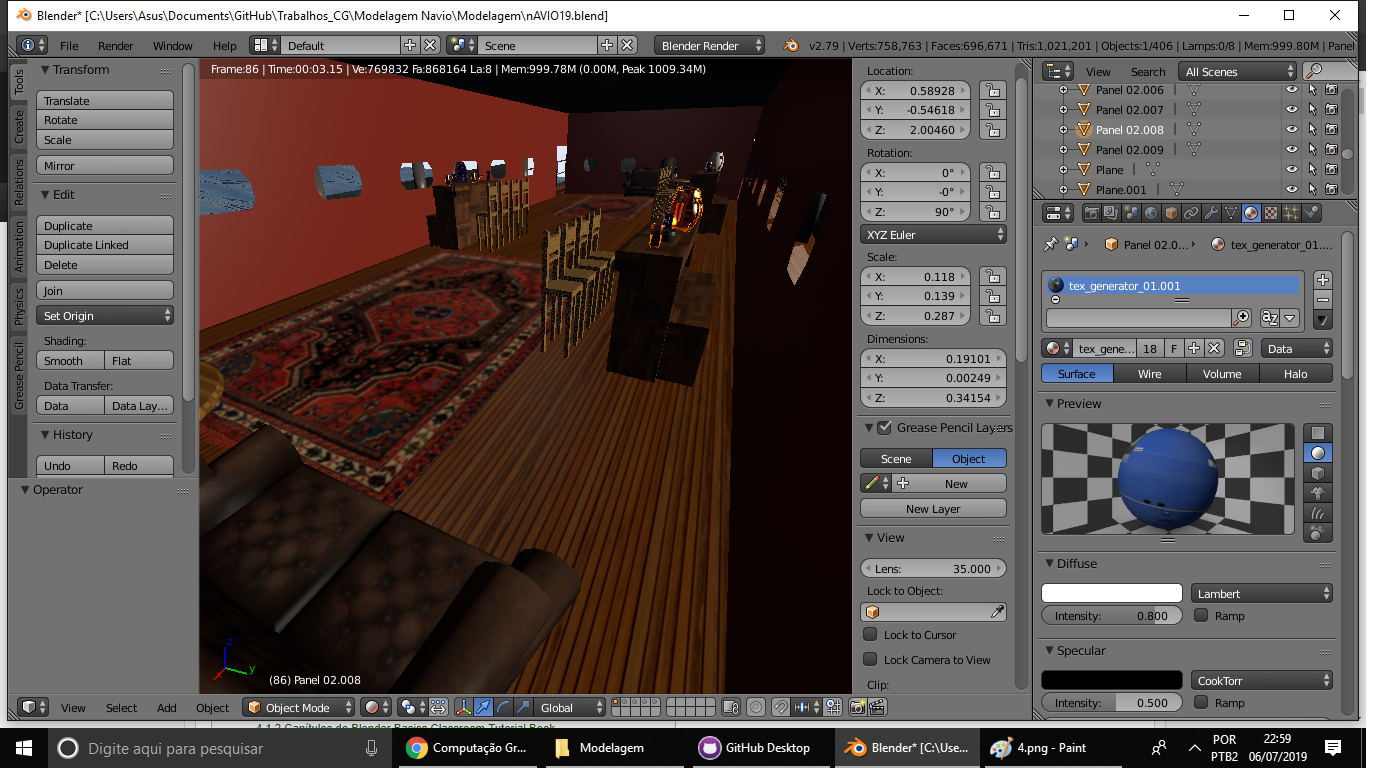 Blender* [C:\Users\Asus\Documents\GitHub\Trabalhos_CG\Modelagem Navio\Modelagem\nAVIO19.blend]
File Render Window Help Default Scene Blender Render v2.79 | Verts:758,763 | Faces:696,671 | Tris:1,021,201 | Objects:1/406 | Lamps:0/8 | Mem:999.80M | Panel
Tools
Create
Relations
Animation
Physics
Grease Pencil
Transform
Translate
Rotate
Scale
Mirror
Edit
Duplicate
Duplicate Linked
Delete
Join
Set Origin
Shading:
Smooth Flat
Data Transfer:
Data Data Lay...
History
Undo Redo
Operator
Frame:86 | Time:00:03.15 | Ve:769832 Fa:868164 La:8 | Mem:999.78M (0.00M, Peak 1009.34M)
z
y
x
(86) Panel 02.008
View Select Add Object Object Mode Global
Location:
X: 0.58928
Y: -0.54618
Z: 2.00460
Rotation:
X: 0°
Y: -0°
Z: 90°
XYZ Euler
Scale:
X: 0.118
Y: 0.139
Z: 0.287
Dimensions:
X: 0.19101
Y: 0.00249
Z: 0.34154
Grease Pencil Layers
Scene Object
New
New Layer
View
Lens: 35.000
Lock to Object:
Lock to Cursor
Lock Camera to View
Clip:
View Search All Scenes
Panel 02.006
Panel 02.007
Panel 02.008
Panel 02.009
Plane
Plane.001
Panel 02.0... tex_generator_01....
tex_generator_01.001
tex_gene... 18 F Data
Surface Wire Volume Halo
Preview
Diffuse
Lambert
Intensity: 0.800 Ramp
Specular
CookTorr
Intensity: 0.500 Ramp
4.1.2 Capítulos do Blender Basics Classroom Tutorial Book
Digite aqui para pesquisar
Computação Gr...
Modelagem
GitHub Desktop
Blender* [C:\Use...
4.png - Paint
POR
PTB2
22:59
06/07/2019